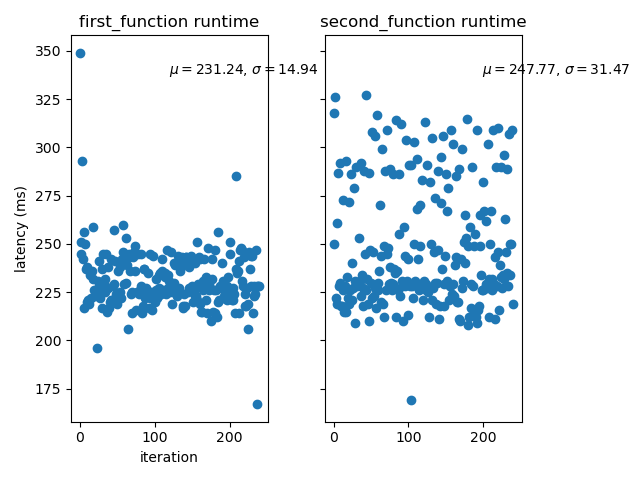 first_function runtime
second_function runtime
μ = 231.24, σ = 14.94
μ = 247.77, σ = 31.47
350
325
300
275
250
225
200
175
latency (ms)
0 100 200
0 100 200
iteration